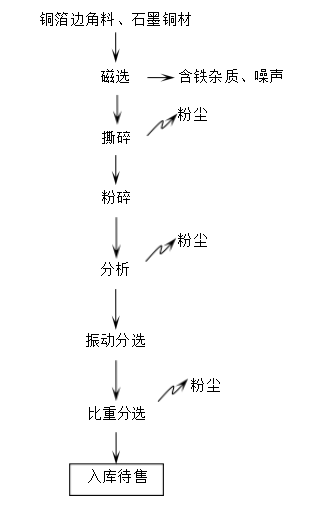 铜箔边角料、石墨铜材
磁选
含铁杂质、噪声
粉尘
撕碎
粉碎
粉尘
分析
振动分选
粉尘
比重分选
入库待售